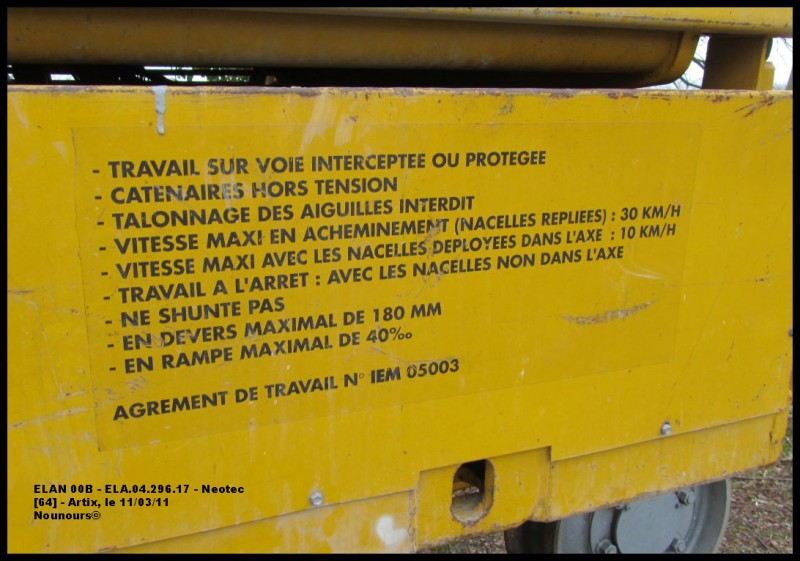 - TRAVAIL SUR VOIE INTERCEPTEE OU PROTEGEE
- CATENAIRES HORS TENSION
- TALONNAGE DES AIGUILLES INTERDIT
- VITESSE MAXI EN ACHEMINEMENT (NACELLES REPLIEES) : 30 KM/H
- VITESSE MAXI AVEC LES NACELLES DEPLOYEES DANS L'AXE : 10 KM/H
- TRAVAIL A L'ARRET : AVEC LES NACELLES NON DANS L'AXE
- NE SHUNTE PAS
- EN DEVERS MAXIMAL DE 180 MM
- EN RAMPE MAXIMAL DE 40‰
AGREMENT DE TRAVAIL N° IEM 05003
ELAN 00B - ELA.04.296.17 - Neotec
[64] - Artix, le 11/03/11
Nounours©